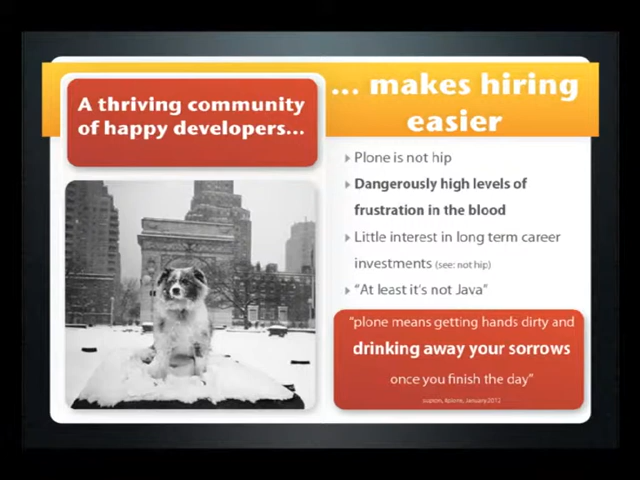 A thriving community
of happy developers...
... makes hiring
easier
Plone is not hip
Dangerously high levels of
frustration in the blood
Little interest in long term career
investments (see: not hip)
"At least it's not Java"
"plone means getting hands dirty and
drinking away your sorrows
once you finish the day"
January 2012